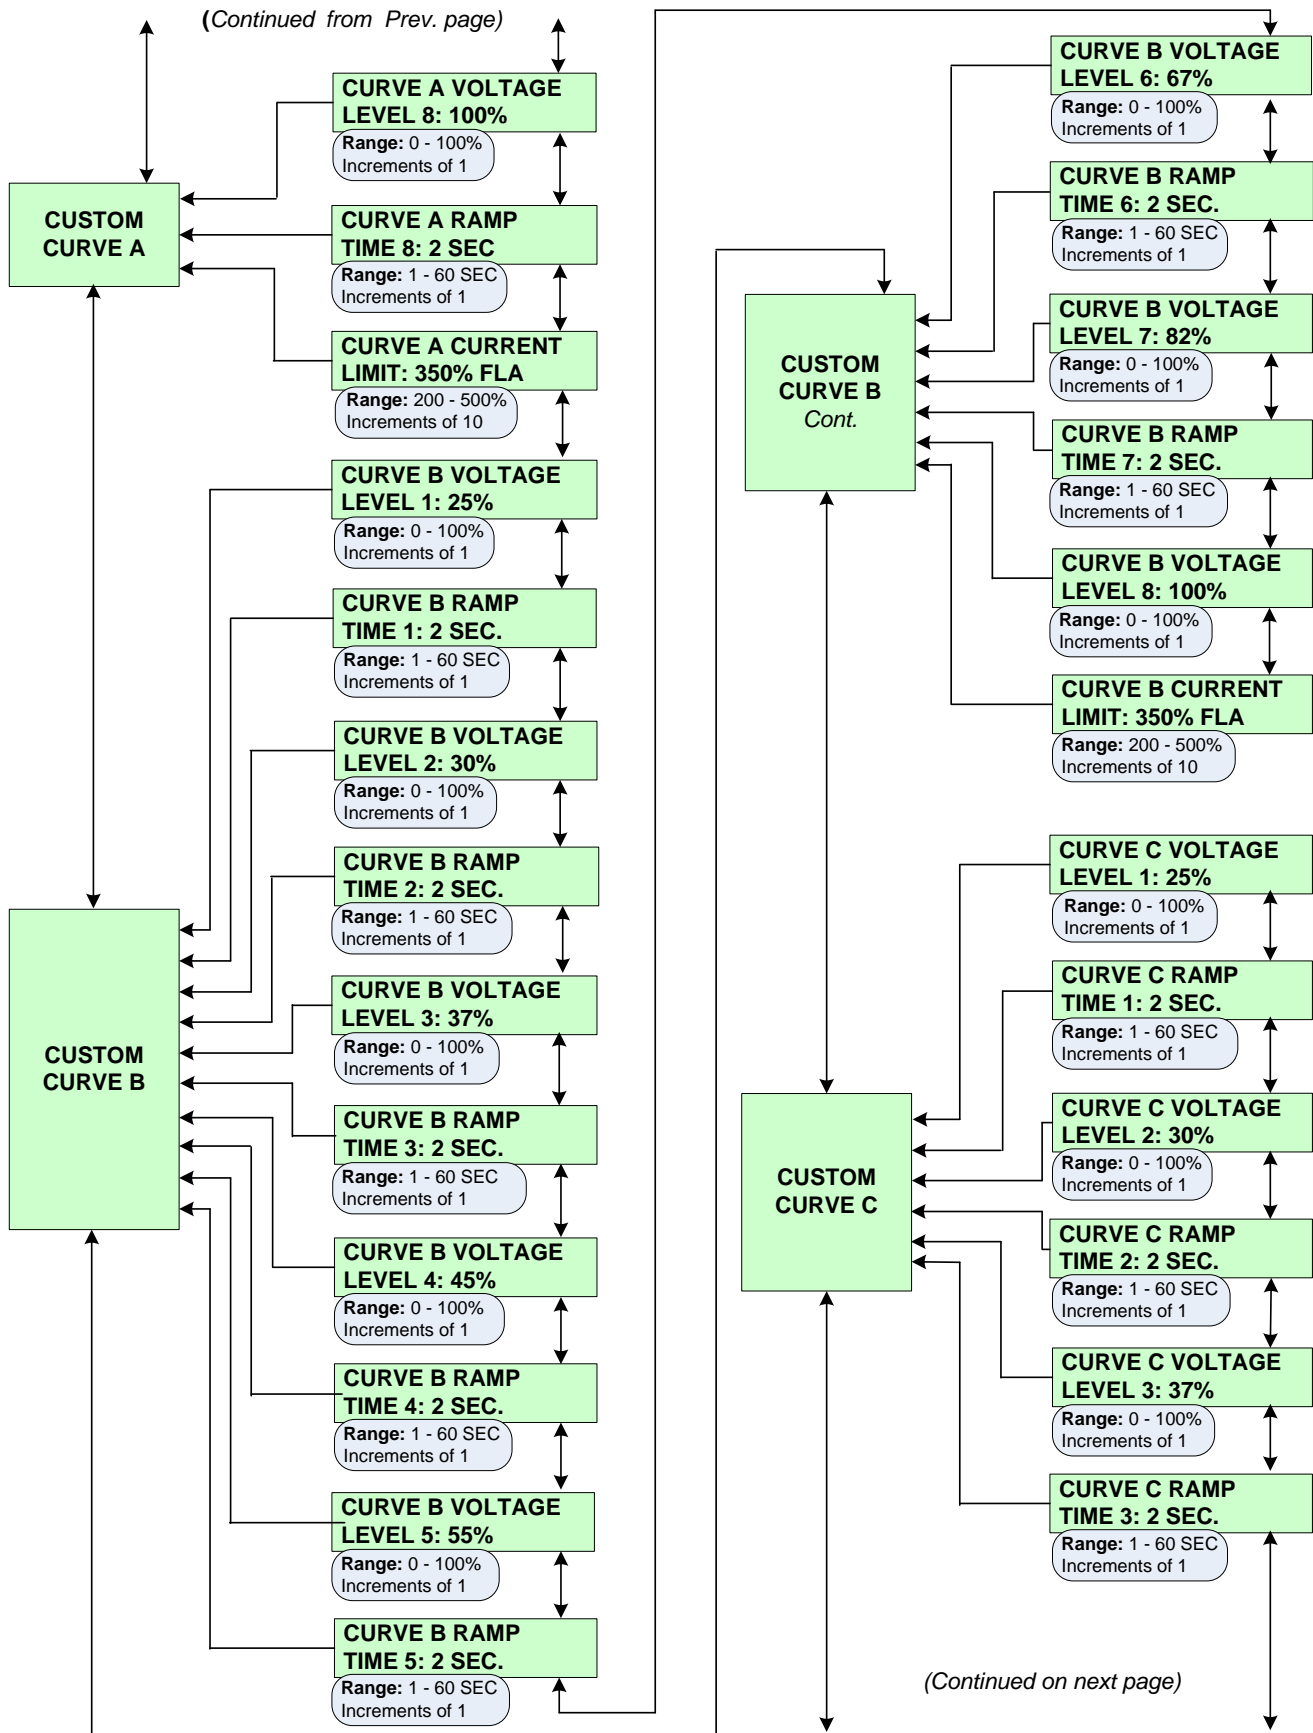 (Continued from Prev. page)
CURVE A VOLTAGE
LEVEL 8: 100%
Range: 0 - 100%
Increments of 1
CUSTOM
CURVE A
CURVE A RAMP
TIME 8: 2 SEC
Range: 1 - 60 SEC
Increments of 1
CURVE A CURRENT
LIMIT: 350% FLA
Range: 200 - 500%
Increments of 10
CURVE B VOLTAGE
LEVEL 1: 25%
Range: 0 - 100%
Increments of 1
CURVE B RAMP
TIME 1: 2 SEC.
Range: 1 - 60 SEC
Increments of 1
CURVE B VOLTAGE
LEVEL 2: 30%
Range: 0 - 100%
Increments of 1
CURVE B RAMP
TIME 2: 2 SEC.
Range: 1 - 60 SEC
Increments of 1
CUSTOM
CURVE B
CURVE B VOLTAGE
LEVEL 3: 37%
Range: 0 - 100%
Increments of 1
CURVE B RAMP
TIME 3: 2 SEC.
Range: 1 - 60 SEC
Increments of 1
CURVE B VOLTAGE
LEVEL 4: 45%
Range: 0 - 100%
Increments of 1
CURVE B RAMP
TIME 4: 2 SEC.
Range: 1 - 60 SEC
Increments of 1
CURVE B VOLTAGE
LEVEL 5: 55%
Range: 0 - 100%
Increments of 1
CURVE B RAMP
TIME 5: 2 SEC.
Range: 1 - 60 SEC
Increments of 1
CURVE B VOLTAGE
LEVEL 6: 67%
Range: 0 - 100%
Increments of 1
CURVE B RAMP
TIME 6: 2 SEC.
Range: 1 - 60 SEC
Increments of 1
CUSTOM
CURVE B
Cont.
CURVE B VOLTAGE
LEVEL 7: 82%
Range: 0 - 100%
Increments of 1
CURVE B RAMP
TIME 7: 2 SEC.
Range: 1 - 60 SEC
Increments of 1
CURVE B VOLTAGE
LEVEL 8: 100%
Range: 0 - 100%
Increments of 1
CURVE B CURRENT
LIMIT: 350% FLA
Range: 200 - 500%
Increments of 10
CURVE C VOLTAGE
LEVEL 1: 25%
Range: 0 - 100%
Increments of 1
CURVE C RAMP
TIME 1: 2 SEC.
Range: 1 - 60 SEC
Increments of 1
CUSTOM
CURVE C
CURVE C VOLTAGE
LEVEL 2: 30%
Range: 0 - 100%
Increments of 1
CURVE C RAMP
TIME 2: 2 SEC.
Range: 1 - 60 SEC
Increments of 1
CURVE C VOLTAGE
LEVEL 3: 37%
Range: 0 - 100%
Increments of 1
CURVE C RAMP
TIME 3: 2 SEC.
Range: 1 - 60 SEC
Increments of 1
(Continued on next page)